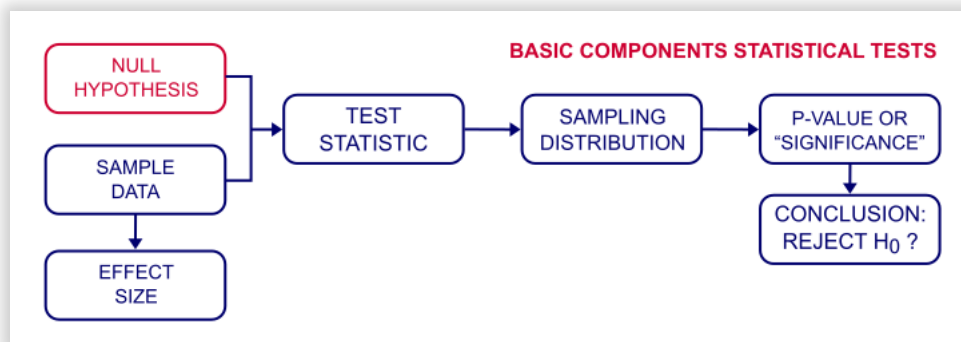 BASIC COMPONENTS STATISTICAL TESTS
NULL
HYPOTHESIS
SAMPLE
DATA
EFFECT
SIZE
TEST
STATISTIC
SAMPLING
DISTRIBUTION
P-VALUE OR
“SIGNIFICANCE”
CONCLUSION:
REJECT H₀ ?